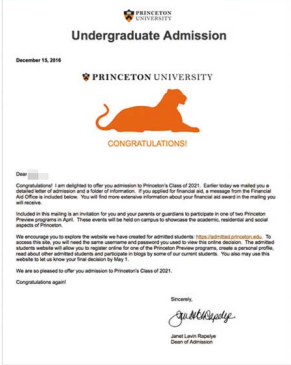 PRINCETON
UNIVERSITY
Undergraduate Admission
December 15, 2016
PRINCETON UNIVERSITY
CONGRATULATIONS!
Dear
Congratulations! I am delighted to offer you admission to Princeton's Class of 2021. Earlier today we mailed you a
detailed letter of admission and a folder of information. If you applied for financial aid, a message from the Financial
Aid Office is included below. You will find more extensive information about your financial aid award in the mailing you
will receive.
Included in this mailing is an invitation for you and your parents or guardians to participate in one of two Princeton
Preview programs in April. These events will be held on campus to showcase the academic, residential and social
aspects of Princeton.
We encourage you to explore the website we have created for admitted students: https://admitted.princeton.edu. To
access this site, you will need the same username and password you used to view this online decision. The admitted
students website will allow you to register online for one of the Princeton Preview programs, create a personal profile,
read about other admitted students and participate in blogs by some of our current students. You also may use this
website to let us know your final decision by May 1.
We are so pleased to offer you admission to Princeton's Class of 2021.
Congratulations again!
Sincerely,
Janet Lavin Rapelye
Dean of Admission